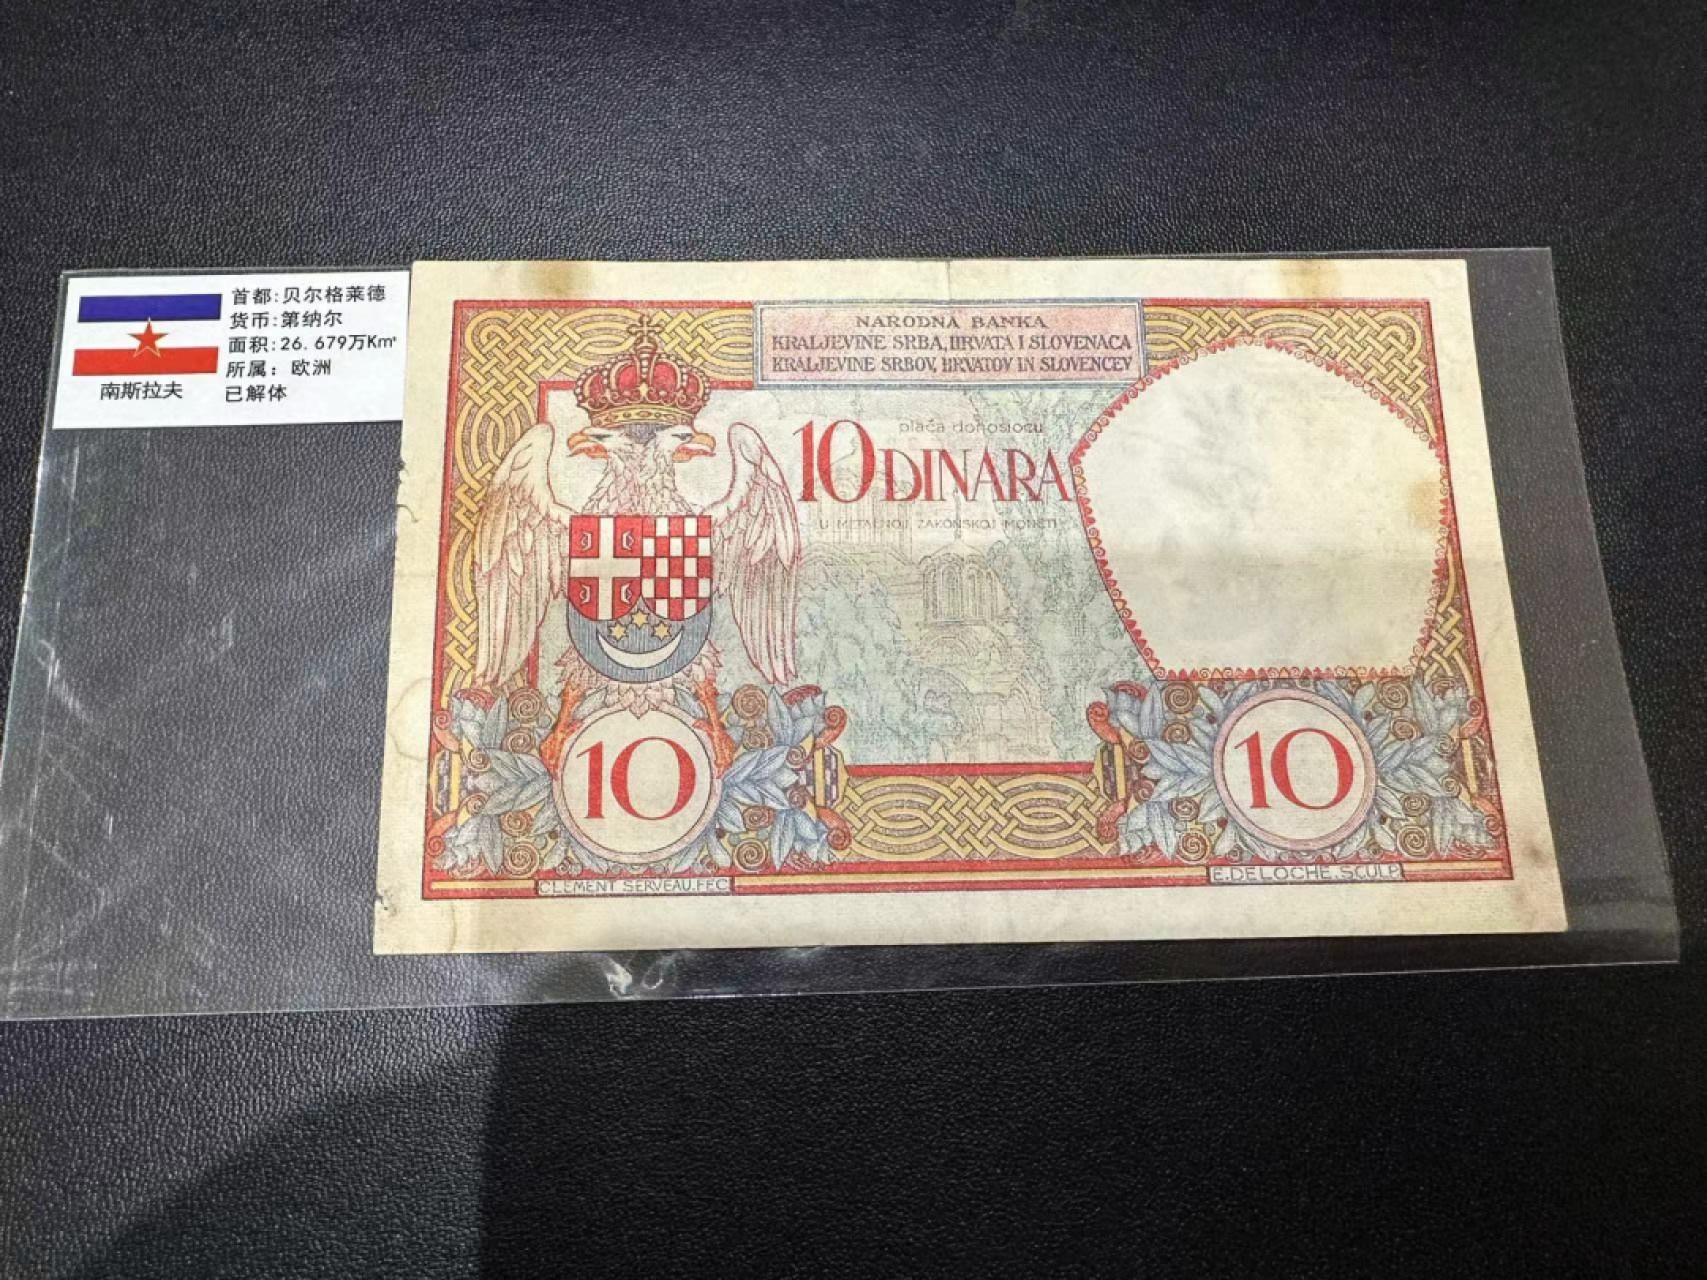 首都:贝尔格莱德
货币:第纳尔
面积:26.679万Km²
所属:欧洲
已解体
南斯拉夫
NARODNA BANKA
KRALJEVINE SRBA, HRVATA I SLOVENACA
KRALJEVINE SRBOV, HRVATOV IN SLOVENCEV
plaća donosiocu
10 DINARA
U METALNOJ ZAKONSKOJ MONETI
10
10
CLEMENT SERVEAU.FEC
E.DELOCHE.SCULP